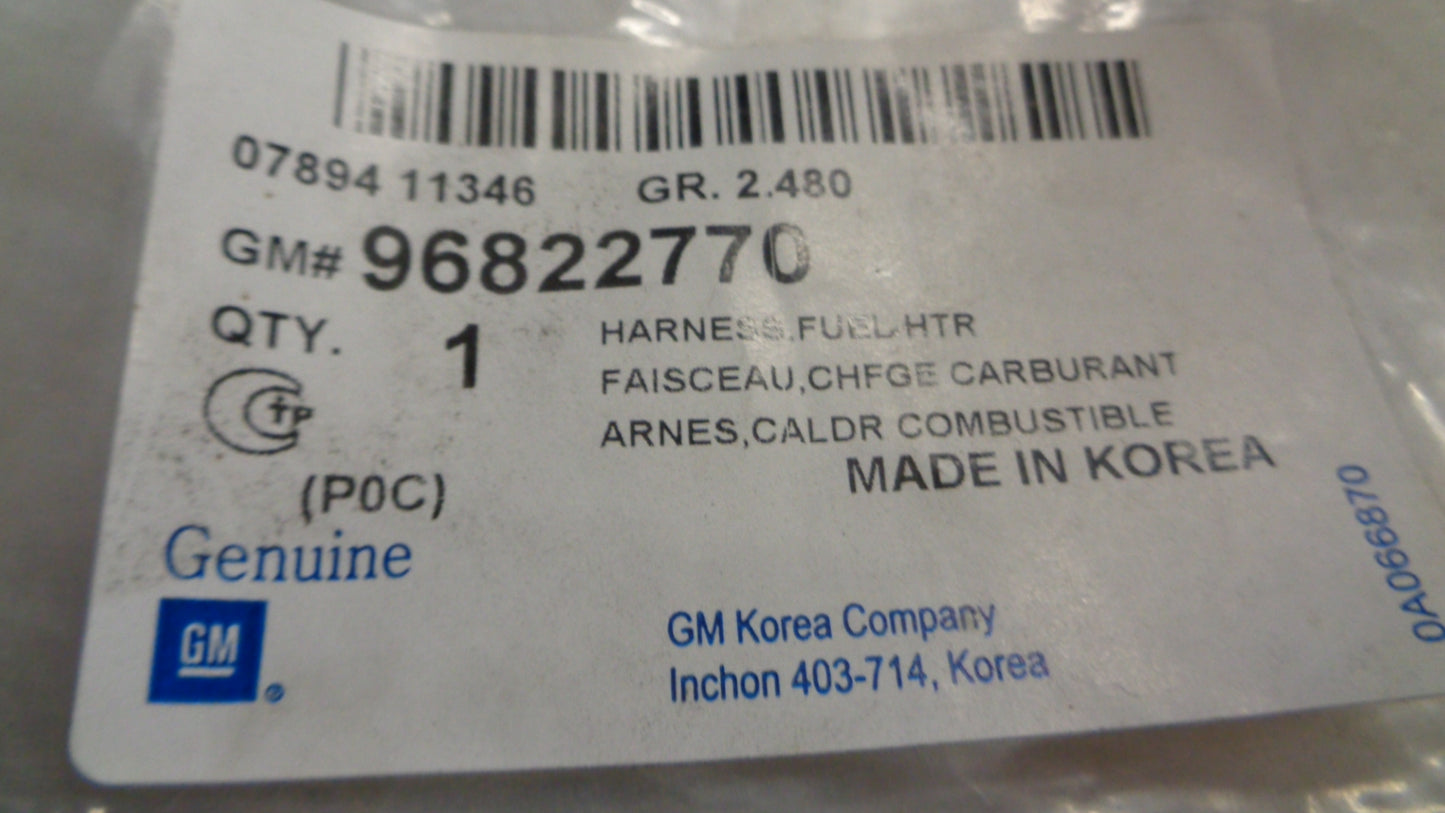 07894 11346 GR. 2.480
GM# 96822770
QTY. 1 HARNESS,FUEL HTR
FAISCEAU,CHFGE CARBURANT
ARNES,CALDR COMBUSTIBLE
MADE IN KOREA
(P0C)
Genuine
GM
GM Korea Company
Inchon 403-714, Korea
0A066870